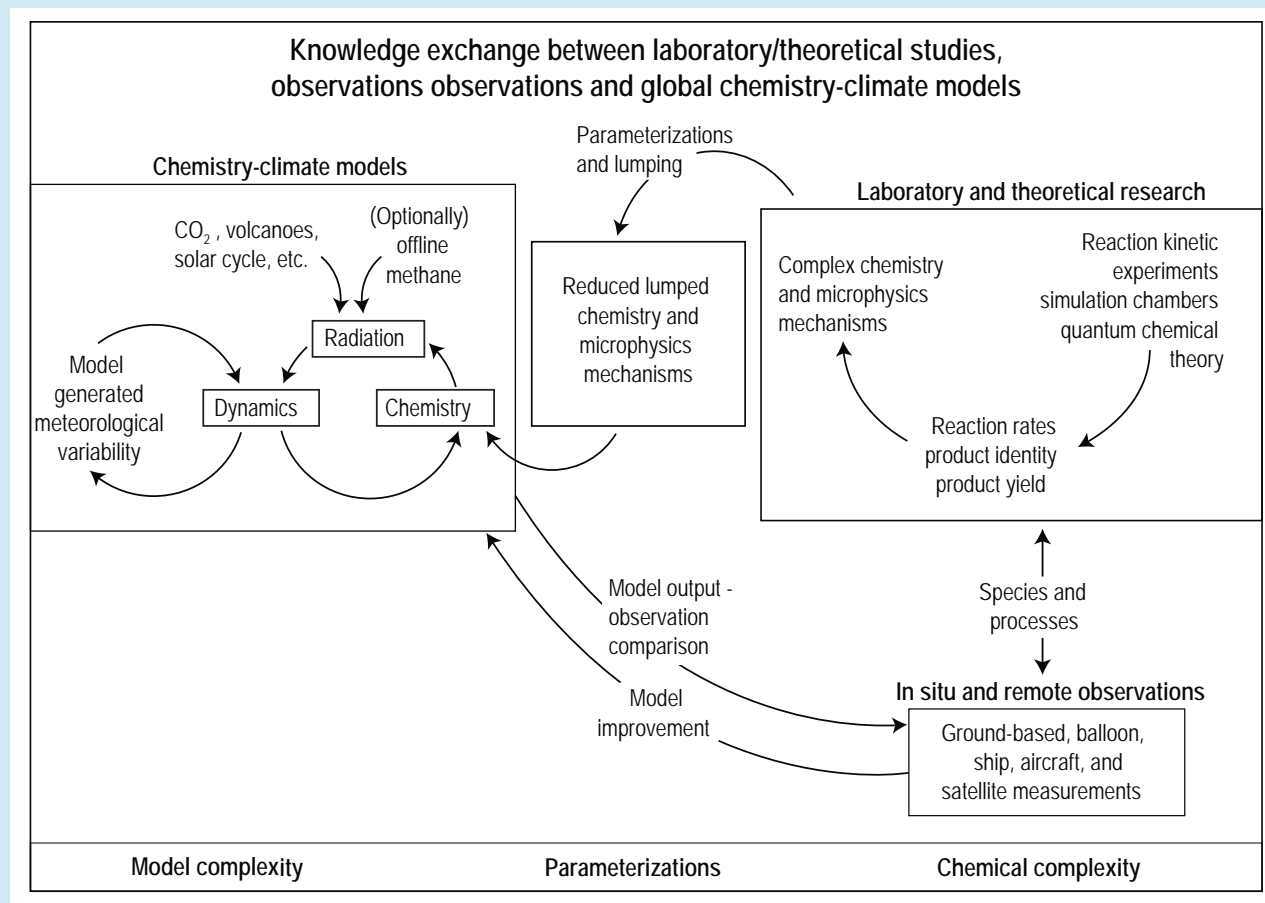 Knowledge exchange between laboratory/theoretical studies,
observations observations and global chemistry-climate models
Chemistry-climate models
CO₂ , volcanoes,
solar cycle, etc.
(Optionally)
offline
methane
Radiation
Model
generated
meteorological
variability
Dynamics
Chemistry
Parameterizations
and lumping
Reduced lumped
chemistry and
microphysics
mechanisms
Laboratory and theoretical research
Complex chemistry
and microphysics
mechanisms
Reaction kinetic
experiments
simulation chambers
quantum chemical
theory
Reaction rates
product identity
product yield
Model output -
observation
comparison
Model
improvement
Species and
processes
In situ and remote observations
Ground-based, balloon,
ship, aircraft, and
satellite measurements
Model complexity
Parameterizations
Chemical complexity